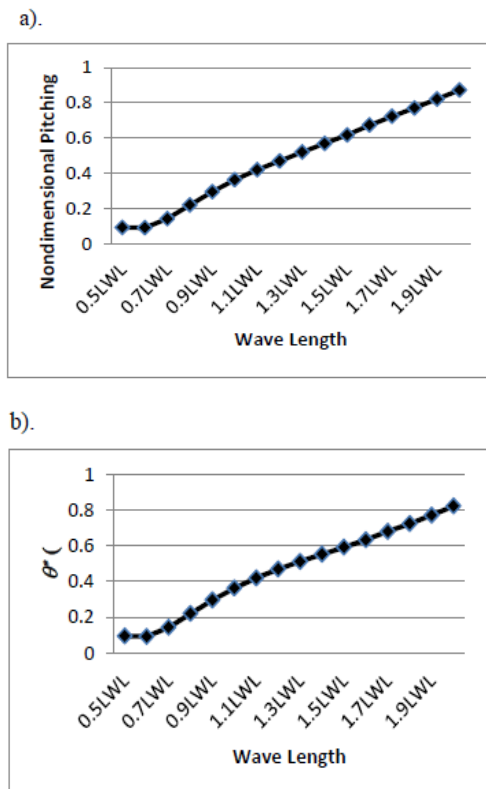 a).
1
0.8
0.6
0.4
0.2
0
Nondimensional Pitching
0.5LWL 0.7LWL 0.9LWL 1.1LWL 1.3LWL 1.5LWL 1.7LWL 1.9LWL
Wave Length
b).
1
0.8
0.6
0.4
0.2
0
θ' (
0.5LWL 0.7LWL 0.9LWL 1.1LWL 1.3LWL 1.5LWL 1.7LWL 1.9LWL
Wave Length